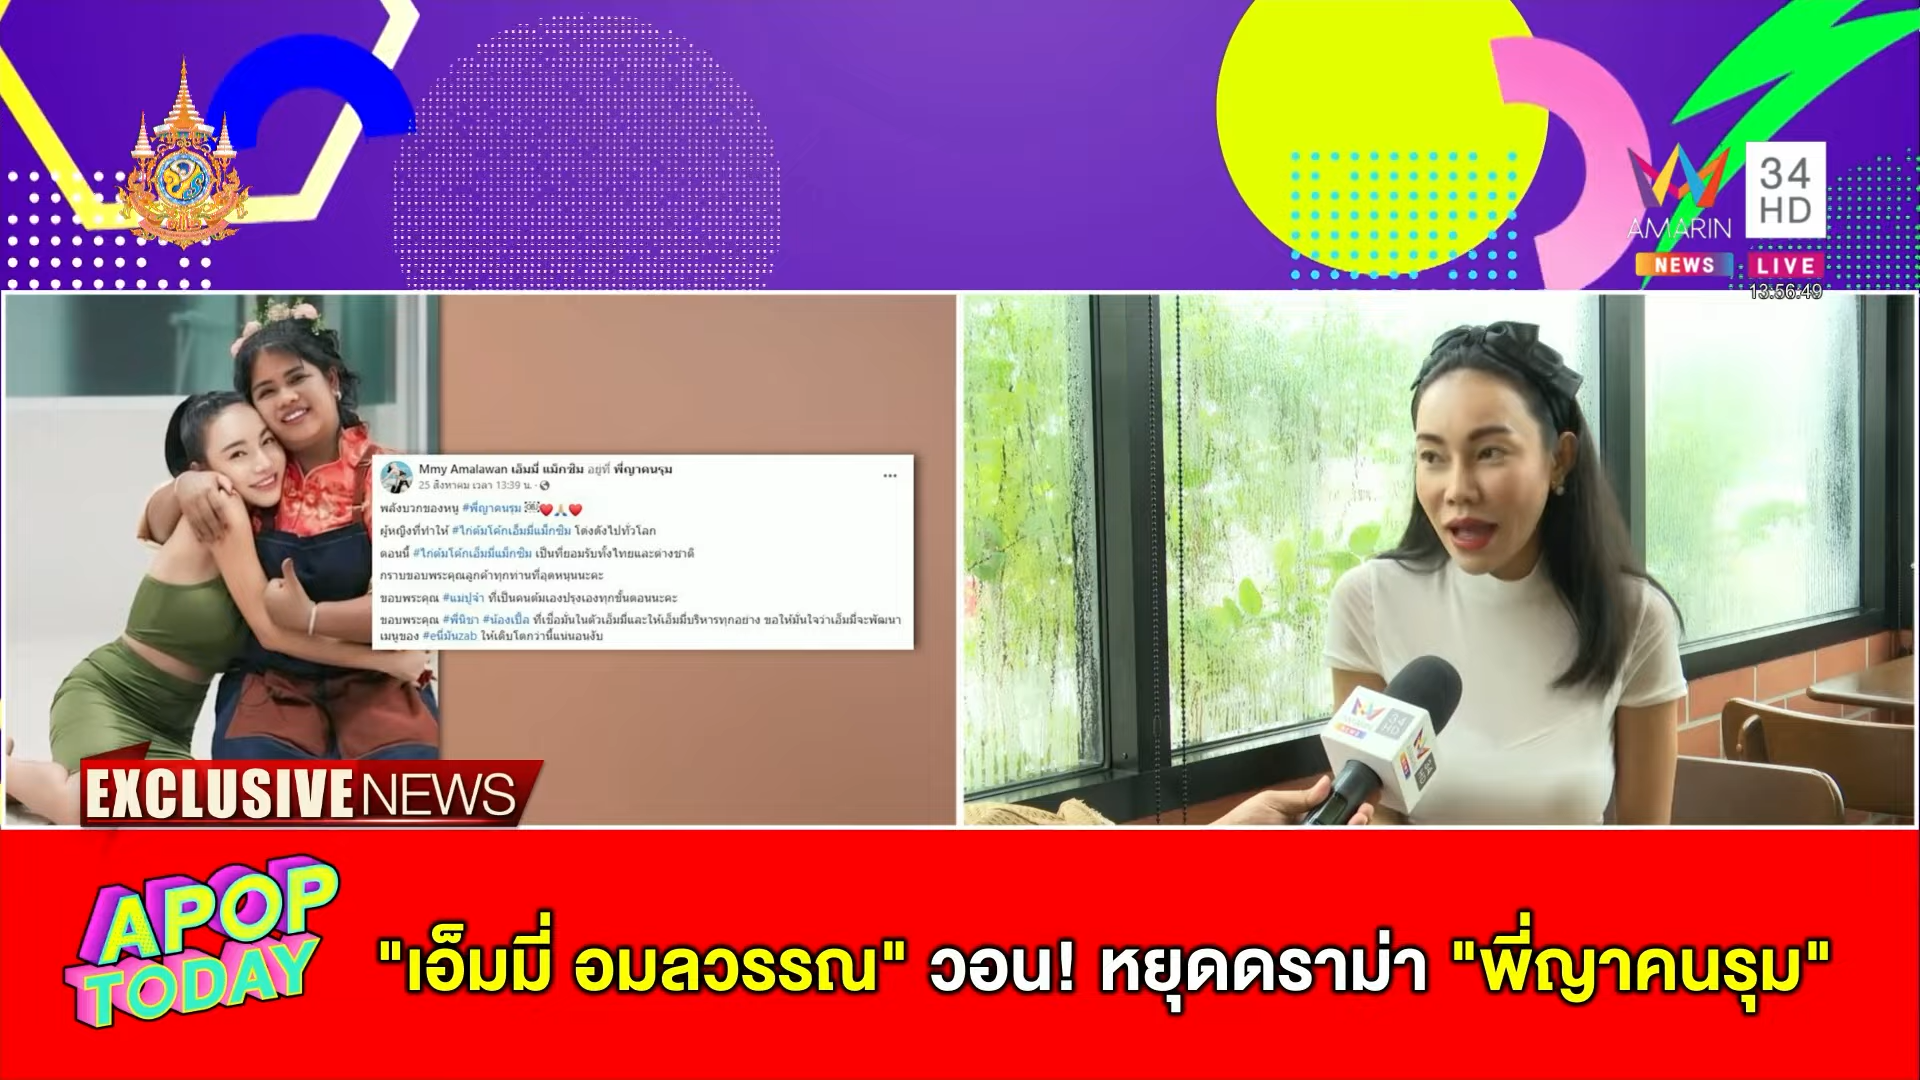 AMARIN
34
HD
NEWS LIVE
13:56:49
Mmy Amalawan เอ็มมี่ แม็กซิม อยู่ที่ พี่ญาคนรุม
25 สิงหาคม เวลา 13:39 น. ·
พลังบวกของหนู #พี่ญาคนรุม ❤️🙏❤️
ผู้หญิงที่ทำให้ #ไก่ต้มโค้กเอ็มมี่แม็กซิม โด่งดังไปทั่วโลก
ตอนนี้ #ไก่ต้มโค้กเอ็มมี่แม็กซิม เป็นที่ยอมรับทั้งไทยและต่างชาติ
กราบขอบพระคุณลูกค้าทุกท่านที่อุดหนุนนะคะ
ขอบพระคุณ #แม่ปูจ๋า ที่เป็นคนต้มเองปรุงเองทุกขั้นตอนนะคะ
ขอบพระคุณ #พี่นิชา #น้องเปิ้ล ที่เชื่อมั่นในตัวเอ็มมี่และให้เอ็มมี่บริหารทุกอย่าง ขอให้มั่นใจว่าเอ็มมี่จะพัฒนา
เมนูของ #eนี่มันzab ให้เติบโตกว่านี้แน่นอนงับ
34
HD
EXCLUSIVE NEWS
APOP
TODAY
"เอ็มมี่ อมลวรรณ" วอน! หยุดดราม่า "พี่ญาคนรุม"